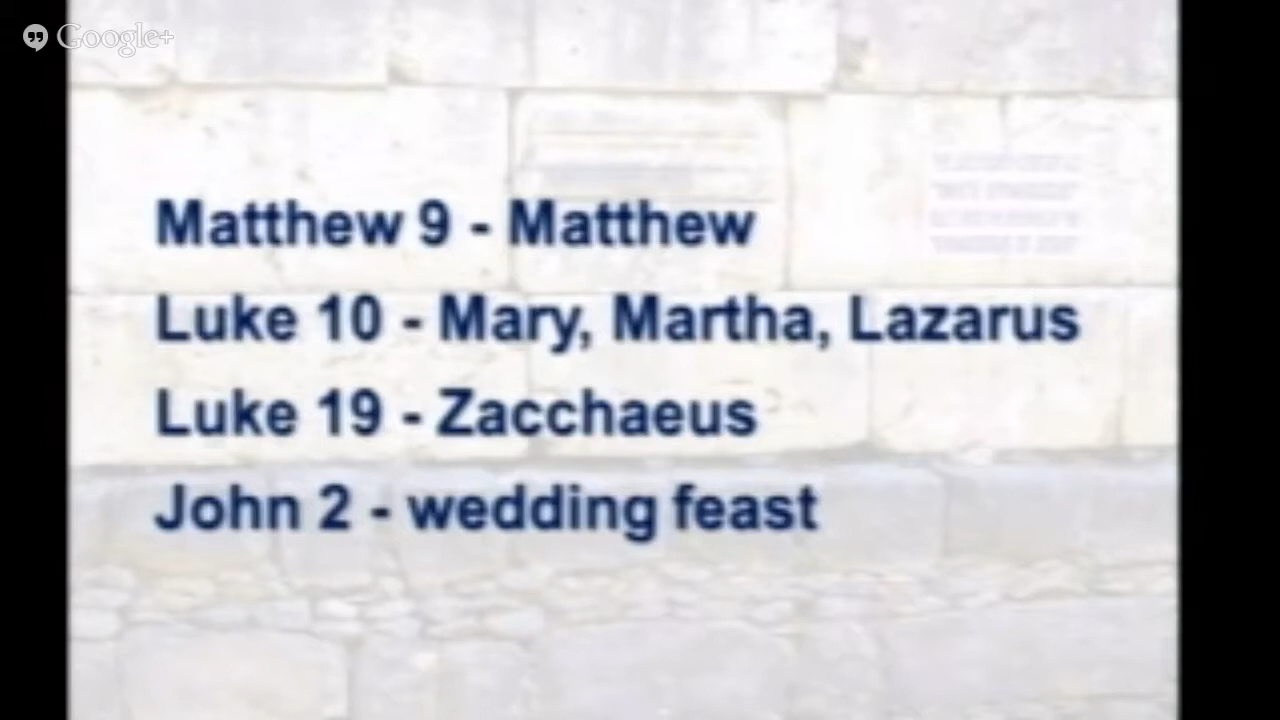 Google+
Matthew 9 - Matthew
Luke 10 - Mary, Martha, Lazarus
Luke 19 - Zacchaeus
John 2 - wedding feast